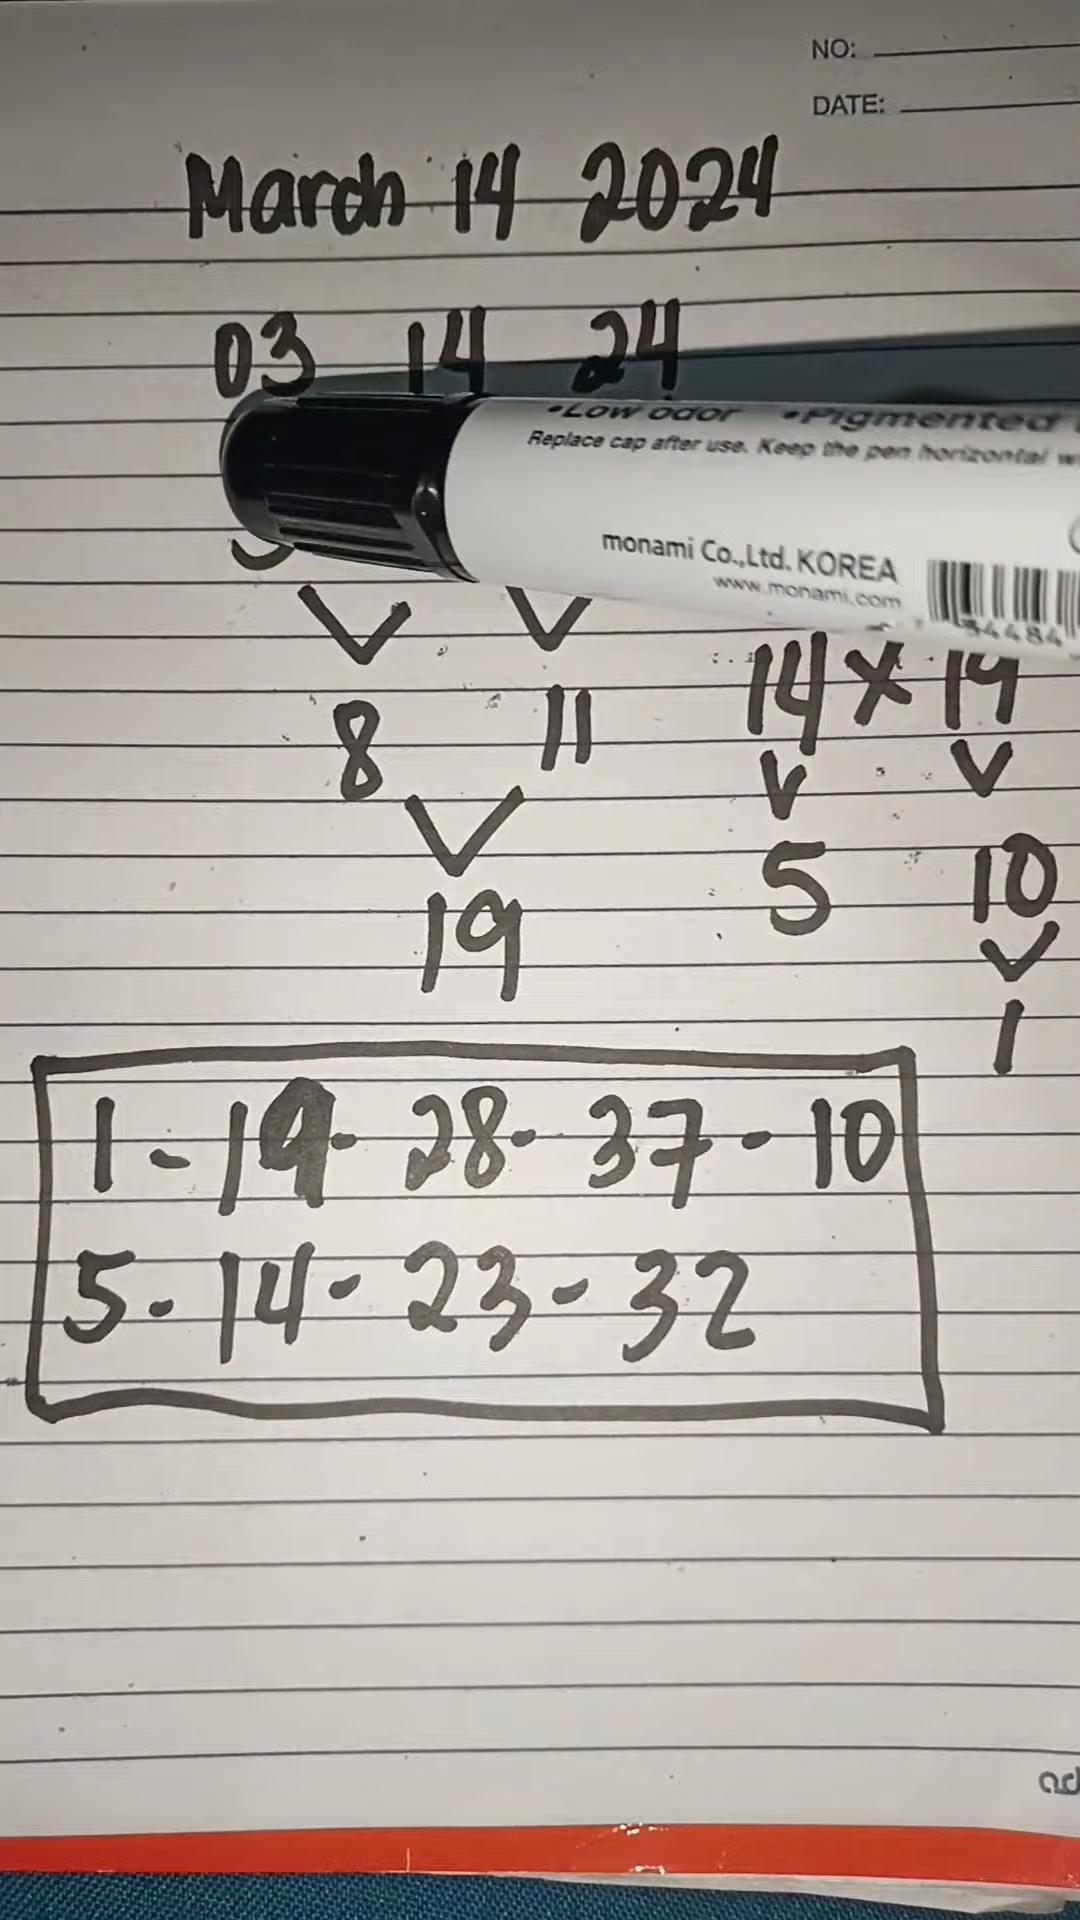 NO:
DATE:
March 14 2024
03 14 24
•Low odor •Pigmented
Replace cap after use. Keep the pen horizontal
monami Co.,Ltd. KOREA
www.monami.com
14 x 19
8 11
5 10
19
1
1 - 19 - 28 - 37 - 10
5 - 14 - 23 - 32